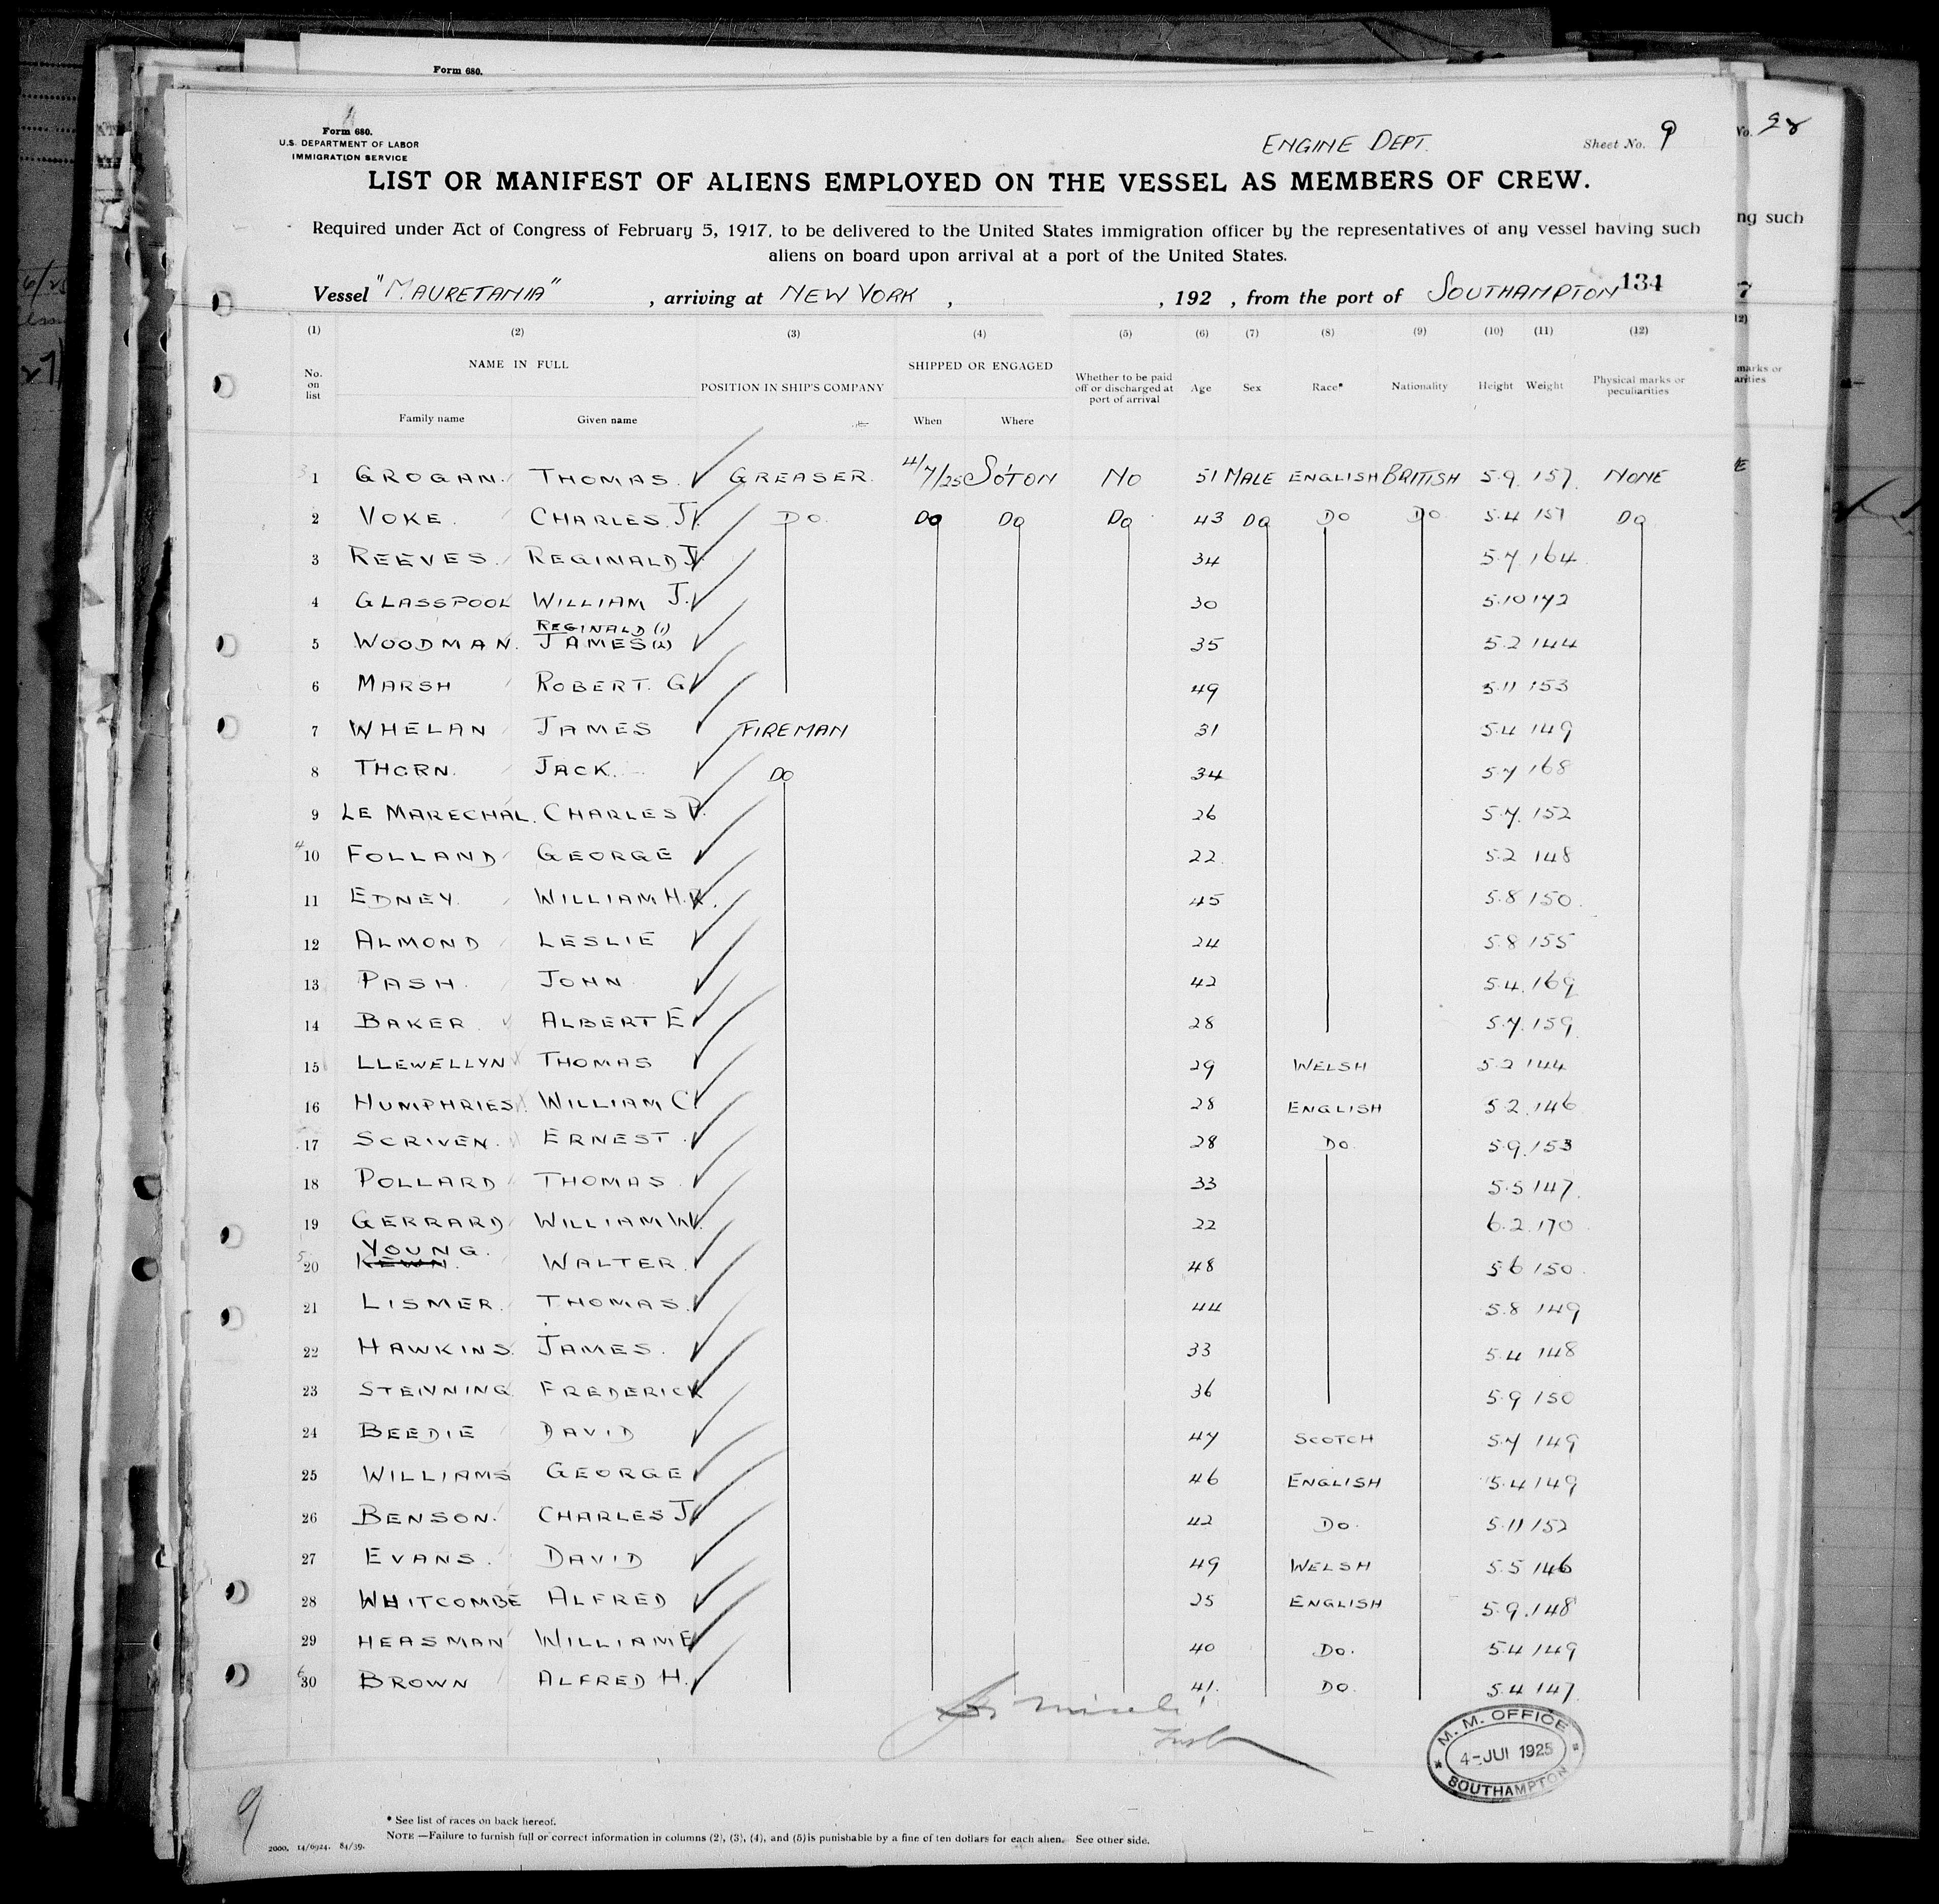 Form 680.
No. 28
Form 680.
U.S. DEPARTMENT OF LABOR
IMMIGRATION SERVICE
ENGINE DEPT. Sheet No. 9
LIST OR MANIFEST OF ALIENS EMPLOYED ON THE VESSEL AS MEMBERS OF CREW.
Required under Act of Congress of February 5, 1917, to be delivered to the United States immigration officer by the representatives of any vessel having such
ng such
aliens on board upon arrival at a port of the United States.
Vessel "MAURETANIA", arriving at NEW YORK, , 192 , from the port of SOUTHAMPTON 134
7
(1) (2) (3) (4) (5) (6) (7) (8) (9) (10) (11) (12)
No. on list NAME IN FULL POSITION IN SHIP'S COMPANY SHIPPED OR ENGAGED Whether to be paid off or discharged at port of arrival Age Sex Race* Nationality Height Weight Physical marks or peculiarities
Family name Given name When Where
1 GROGAN. THOMAS. GREASER. 4/7/25 SO'TON NO 51 MALE ENGLISH BRITISH 5.9. 157. NONE
2 VOKE. CHARLES. J. DO. DO DO DO 43 DO DO DO 5.4 151 DO
3 REEVES. REGINALD J. 34 5.7 164
4 GLASSPOOL WILLIAM J. 30 5.10 142
REGINALD (1)
5 WOODMAN. JAMES (2) 35 5.2 144
6 MARSH ROBERT. G 49 5.11 153
7 WHELAN JAMES FIREMAN 31 5.4 149
8 THORN. JACK. DO 34 5.7 168
9 LE MARECHAL. CHARLES P. 26 5.7. 152
10 FOLLAND GEORGE 22. 5.2 148
11 EDNEY. WILLIAM H.R. 45 5.8 150.
12 ALMOND LESLIE 24 5.8 155
13 PASH. JOHN 42 5.4. 169
14 BAKER. ALBERT E 28 5.7. 159.
15 LLEWELLYN THOMAS 29 WELSH 5.2 144
16 HUMPHRIES. WILLIAM C. 28 ENGLISH 5.2. 146
17 SCRIVEN. ERNEST. 28 DO. 5.9. 153
18 POLLARD THOMAS. 33 5.5 147.
19 GERRARD WILLIAM W. 22 6.2. 170
YOUNG.
20 KEWN. WALTER. 48 5.6 150.
21 LISMER. THOMAS. 44 5.8 149
22 HAWKINS. JAMES. 33 5.4 148
23 STENNING FREDERICK 36 5.9 150
24 BEEDIE DAVID 47 SCOTCH 5.7 149
25 WILLIAMS GEORGE 46 ENGLISH 5.4 149
26 BENSON. CHARLES J. 42 DO. 5.11 152
27 EVANS. DAVID 49 WELSH 5.5 146
28 WHITCOMBE ALFRED 25 ENGLISH 5.9. 148
29 HEASMAN WILLIAM E 40 DO. 5.4 149
30 BROWN ALFRED H. 41. DO. 5.4 147.
M. M. OFFICE
4-JUL 1925
SOUTHAMPTON
9
* See list of races on back hereof.
NOTE —Failure to furnish full or correct information in columns (2), (3), (4), and (5) is punishable by a fine of ten dollars for each alien. See other side.
2000. 14/6924. 84/39.